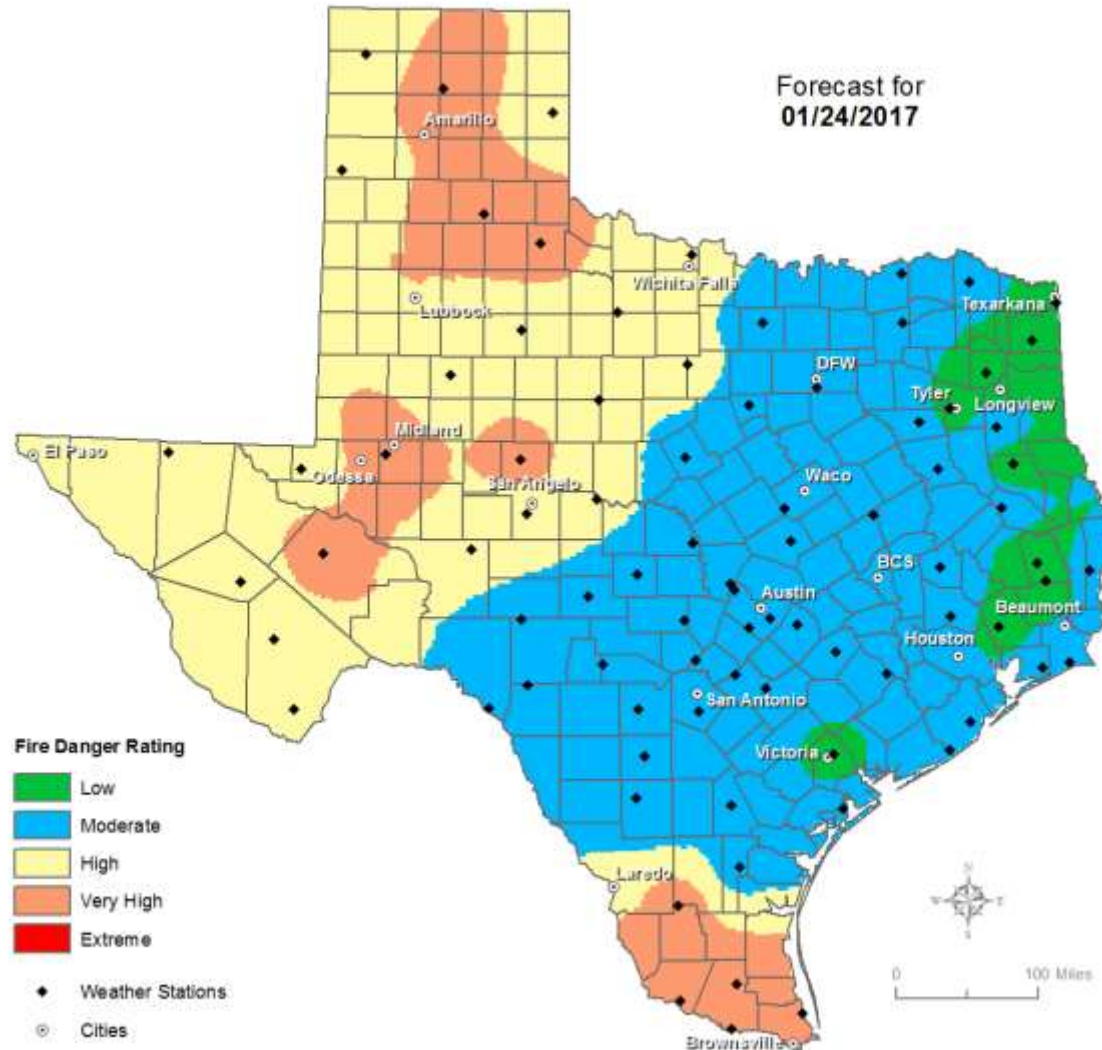 Forecast for
01/24/2017
Amarillo
Wichita Falls
Lubbock
Texarkana
DFW
Tyler
Longview
Midland
El Paso
Odessa
San Angelo
Waco
BCS
Austin
Beaumont
Houston
San Antonio
Victoria
Fire Danger Rating
Low
Moderate
High
Very High
Extreme
Weather Stations
Cities
Laredo
Brownsville
N
W E
S
0 100 Miles